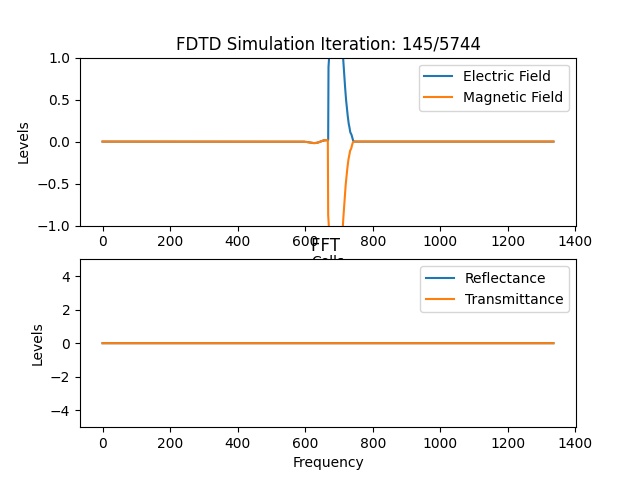 FDTD Simulation Iteration: 145/5744
1.0
0.5
0.0
−0.5
−1.0
Levels
Electric Field
Magnetic Field
0 200 400 600 800 1000 1200 1400
FFT
4
2
0
−2
−4
Levels
Reflectance
Transmittance
0 200 400 600 800 1000 1200 1400
Frequency